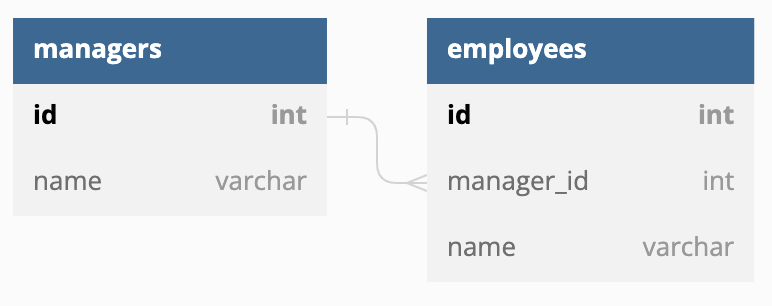 managers
id int
name varchar
employees
id int
manager_id int
name varchar